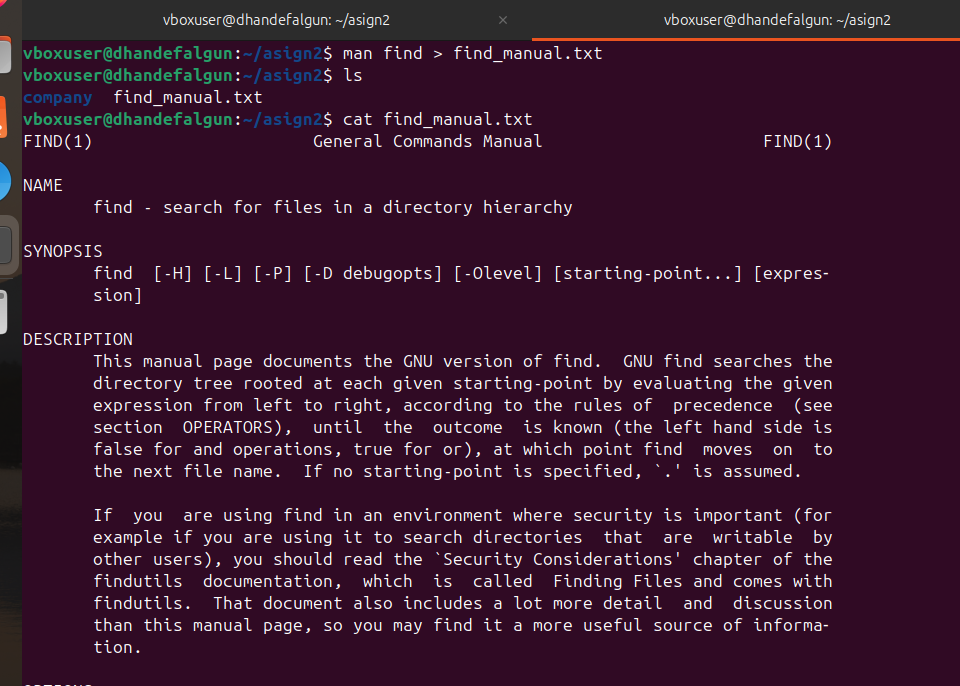 vboxuser@dhandefalgun: ~/asign2 × vboxuser@dhandefalgun: ~/asign2
vboxuser@dhandefalgun:~/asign2$ man find > find_manual.txt
vboxuser@dhandefalgun:~/asign2$ ls
company  find_manual.txt
vboxuser@dhandefalgun:~/asign2$ cat find_manual.txt
FIND(1)                      General Commands Manual                      FIND(1)
NAME
       find - search for files in a directory hierarchy
SYNOPSIS
       find  [-H] [-L] [-P] [-D debugopts] [-Olevel] [starting-point...] [expres-
       sion]
DESCRIPTION
       This manual page documents the GNU version of find.  GNU find searches the
       directory tree rooted at each given starting-point by evaluating the given
       expression from left to right, according to the rules of  precedence  (see
       section  OPERATORS),  until  the  outcome  is known (the left hand side is
       false for and operations, true for or), at which point find  moves  on  to
       the next file name.  If no starting-point is specified, `.' is assumed.
       If  you  are using find in an environment where security is important (for
       example if you are using it to search directories  that  are  writable  by
       other users), you should read the `Security Considerations' chapter of the
       findutils  documentation,  which  is  called  Finding Files and comes with
       findutils.  That document also includes a lot more detail  and  discussion
       than this manual page, so you may find it a more useful source of informa-
       tion.